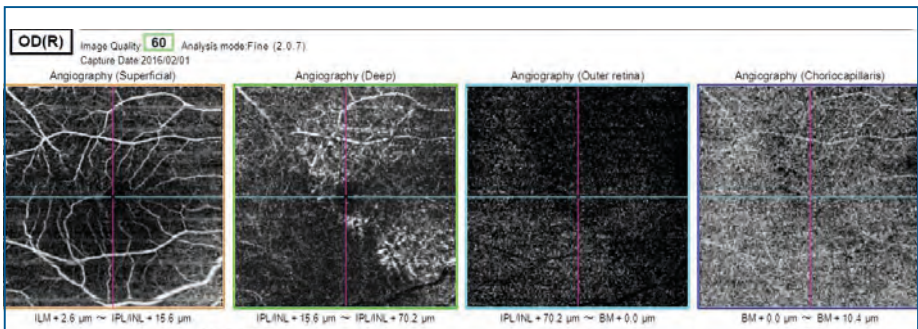 OD(R) Image Quality: 60 Analysis mode:Fine (2.0.7)
Capture Date:2016/02/01
Angiography (Superficial) Angiography (Deep) Angiography (Outer retina) Angiography (Choriocapillaris)
ILM + 2.6 μm ～ IPL/INL + 15.6 μm IPL/INL + 15.6 μm ～ IPL/INL + 70.2 μm IPL/INL + 70.2 μm ～ BM + 0.0 μm BM + 0.0 μm ～ BM + 10.4 μm